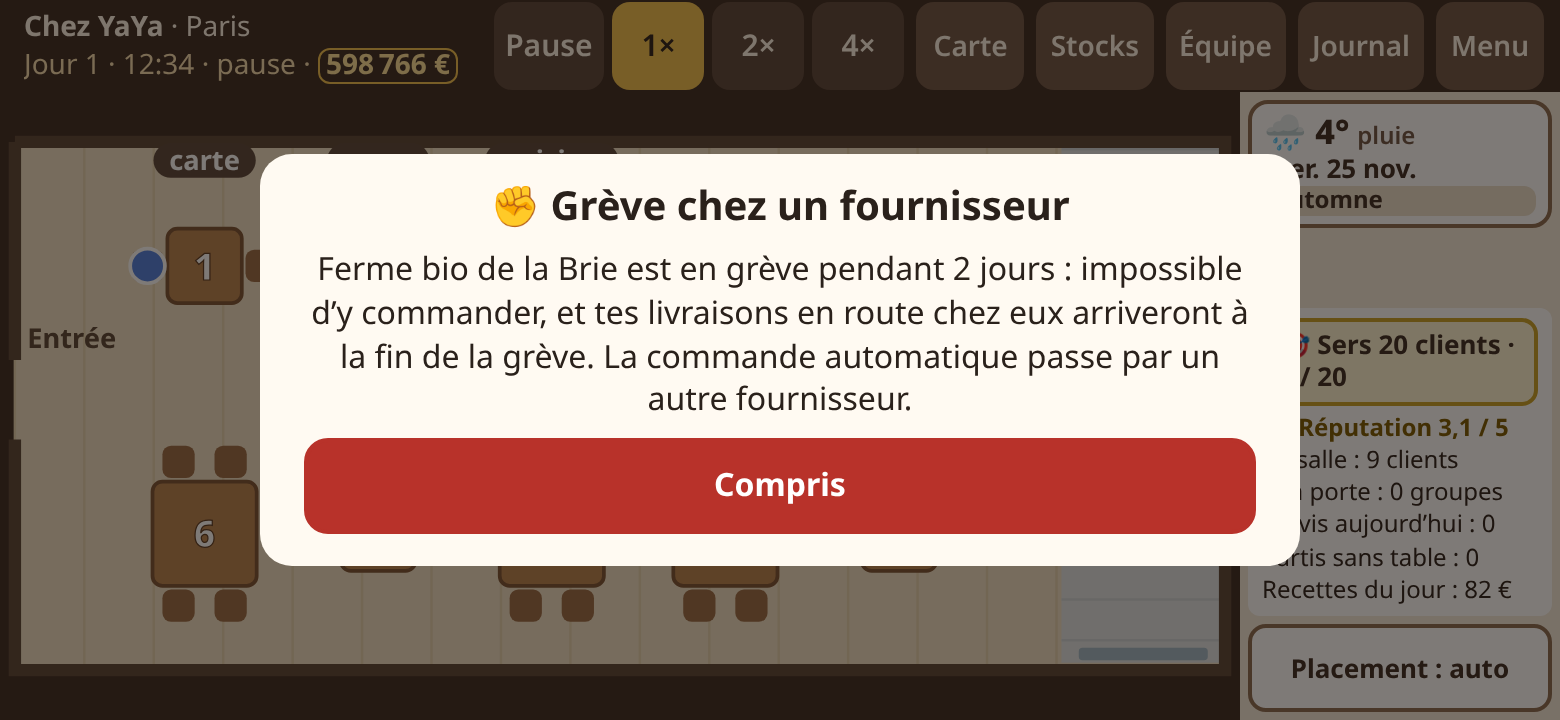 Chez YaYa · Paris
Jour 1 · 12:34 · pause · 598 766 €
Pause
1×
2×
4×
Carte
Stocks
Équipe
Journal
Menu
4° pluie
er. 25 nov.
utomne
carte
1
Entrée
6
✊ Grève chez un fournisseur
Ferme bio de la Brie est en grève pendant 2 jours : impossible
d’y commander, et tes livraisons en route chez eux arriveront à
la fin de la grève. La commande automatique passe par un
autre fournisseur.
Compris
Sers 20 clients ·
/ 20
Réputation 3,1 / 5
salle : 9 clients
porte : 0 groupes
vis aujourd’hui : 0
artis sans table : 0
Recettes du jour : 82 €
Placement : auto